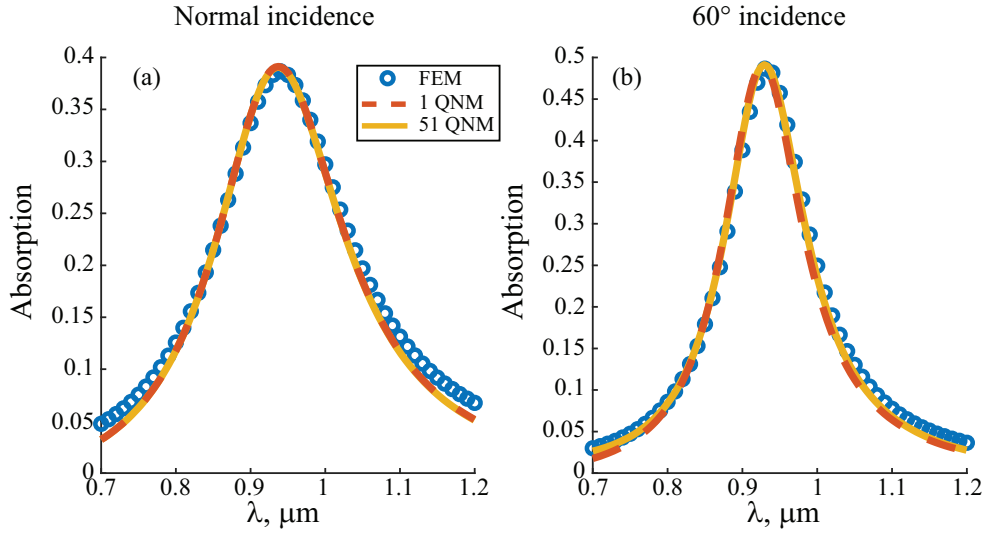 Normal incidence
60° incidence
(a)
FEM
1 QNM
51 QNM
(b)
Absorption
0.4
0.35
0.3
0.25
0.2
0.15
0.1
0.05
0
0.7 0.8 0.9 1 1.1 1.2
λ, μm
Absorption
0.5
0.45
0.4
0.35
0.3
0.25
0.2
0.15
0.1
0.05
0
0.7 0.8 0.9 1 1.1 1.2
λ, μm